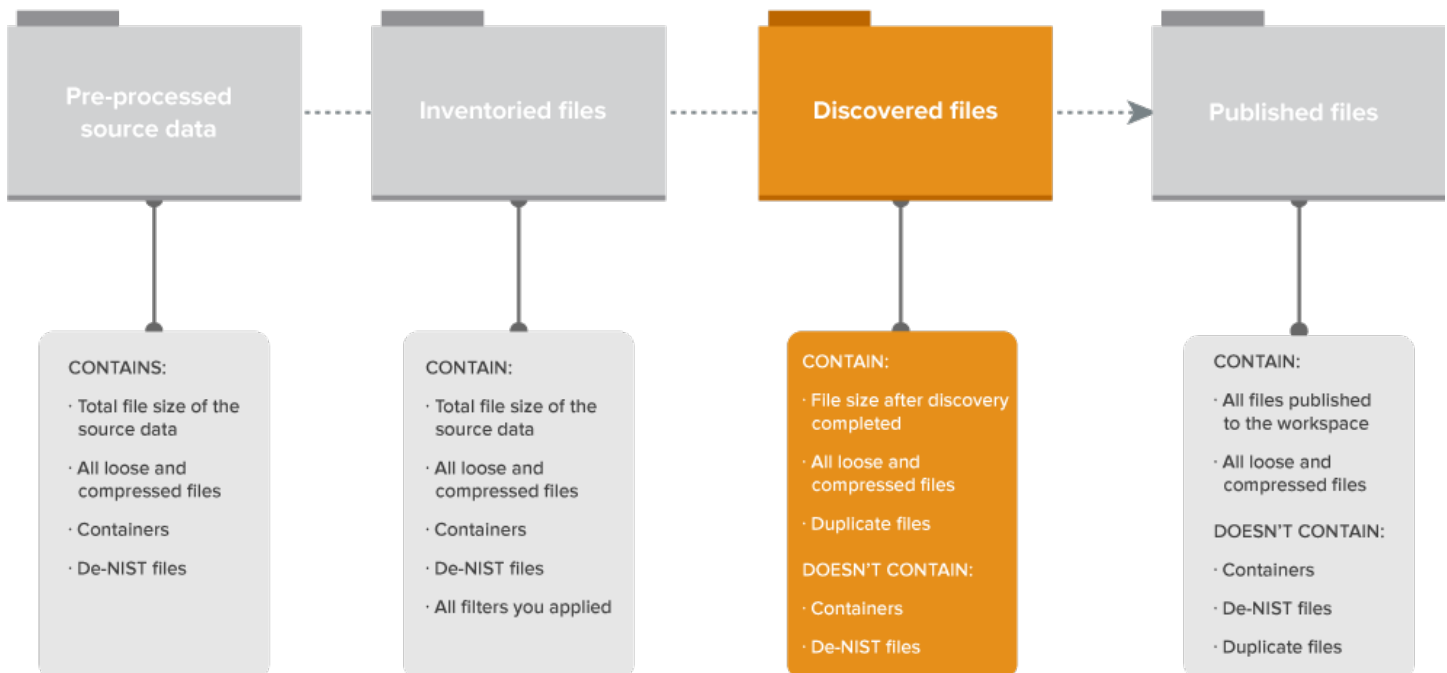 Pre-processed
source data
Inventoried files
Discovered files
Published files
CONTAINS:
· Total file size of the
source data
· All loose and
compressed files
· Containers
· De-NIST files
CONTAIN:
· Total file size of the
source data
· All loose and
compressed files
· Containers
· De-NIST files
· All filters you applied
CONTAIN:
· File size after discovery
completed
· All loose and
compressed files
· Duplicate files
DOESN'T CONTAIN:
· Containers
· De-NIST files
CONTAIN:
· All files published
to the workspace
· All loose and
compressed files
DOESN'T CONTAIN:
· Containers
· De-NIST files
· Duplicate files